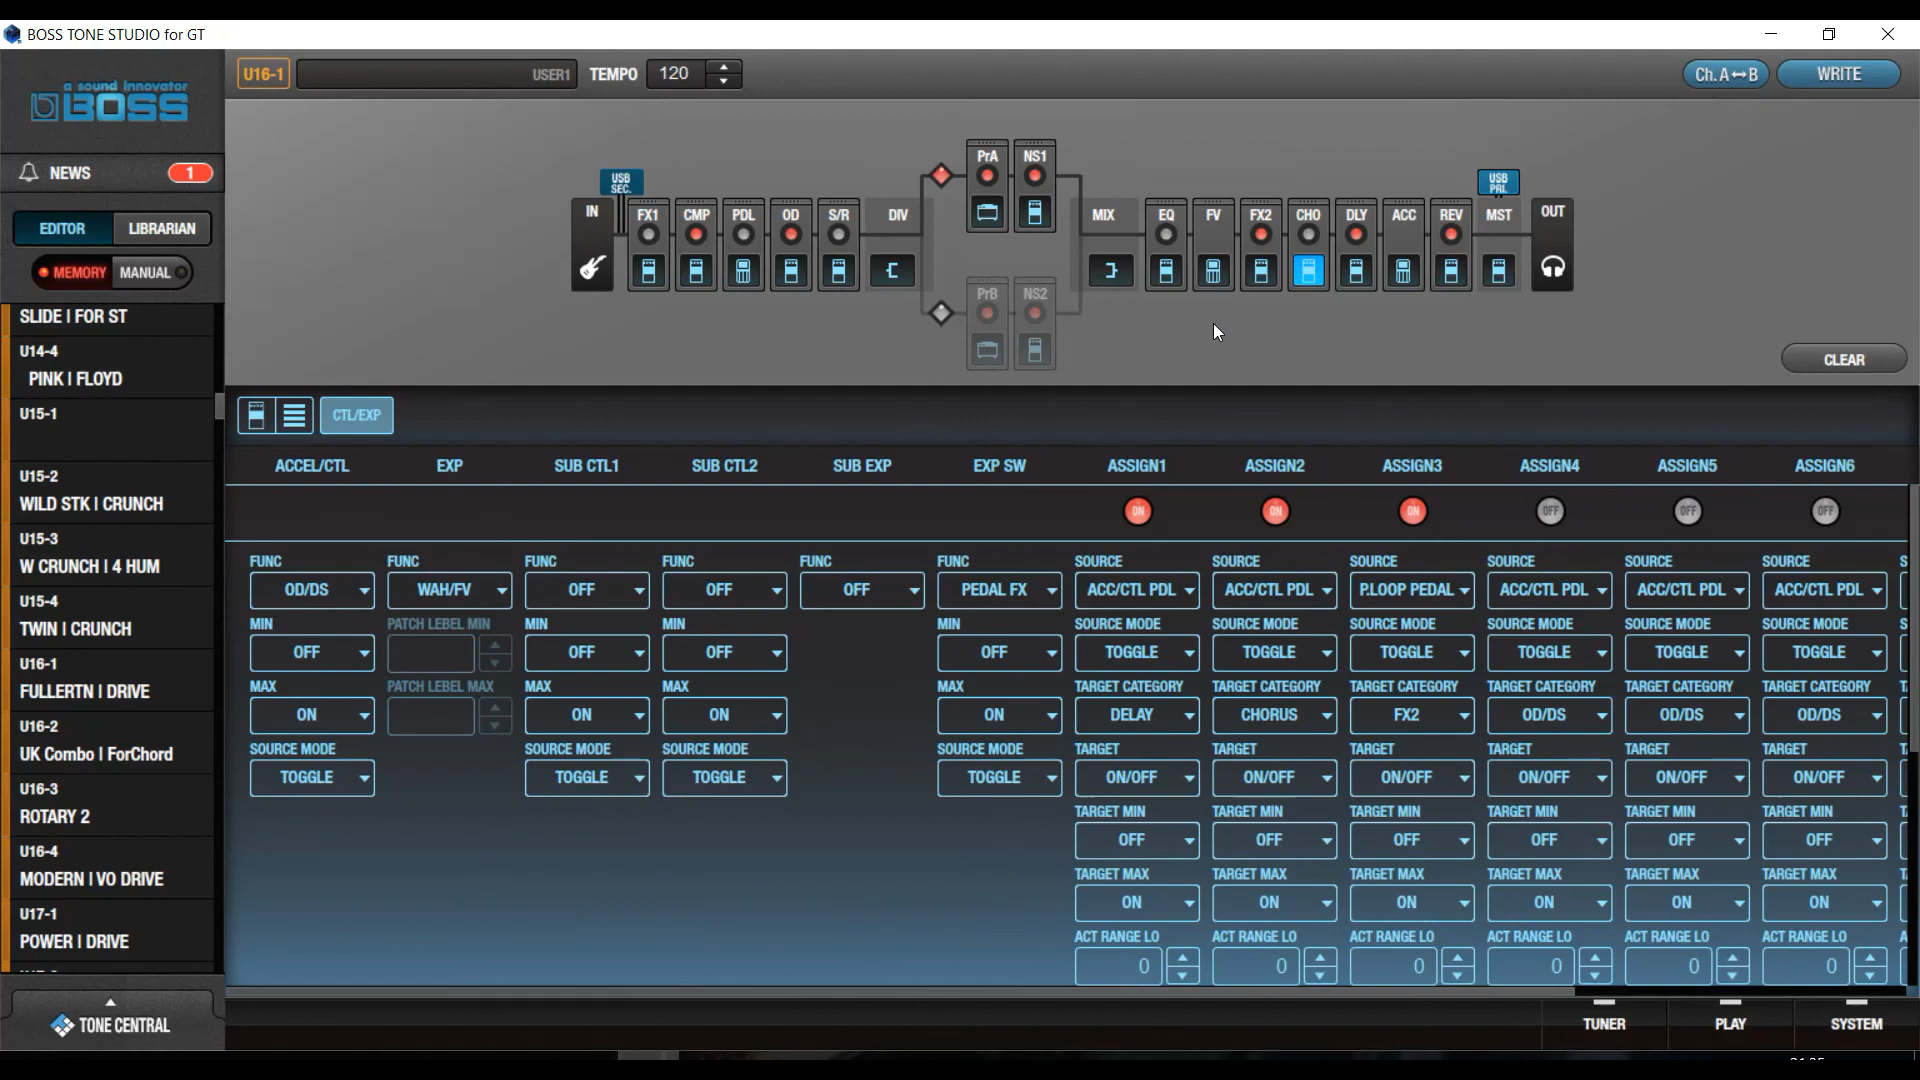 BOSS TONE STUDIO for GT
a sound innovator
BOSS
U16-1
USER1
TEMPO
120
Ch. A↔B
WRITE
NEWS
1
EDITOR
LIBRARIAN
MEMORY
MANUAL
USB SEC.
IN
FX1
CMP
PDL
OD
S/R
DIV
PrA
NS1
PrB
NS2
MIX
EQ
FV
FX2
CHO
DLY
ACC
REV
USB PRI.
MST
OUT
CLEAR
SLIDE | FOR ST
U14-4
PINK | FLOYD
U15-1
U15-2
WILD STK | CRUNCH
U15-3
W CRUNCH | 4 HUM
U15-4
TWIN | CRUNCH
U16-1
FULLERTN | DRIVE
U16-2
UK Combo | ForChord
U16-3
ROTARY 2
U16-4
MODERN | VO DRIVE
U17-1
POWER | DRIVE
TONE CENTRAL
CTL/EXP
ACCEL/CTL EXP SUB CTL1 SUB CTL2 SUB EXP EXP SW ASSIGN1 ASSIGN2 ASSIGN3 ASSIGN4 ASSIGN5 ASSIGN6
ON ON ON OFF OFF OFF
FUNC FUNC FUNC FUNC FUNC FUNC SOURCE SOURCE SOURCE SOURCE SOURCE SOURCE S
OD/DS WAH/FV OFF OFF OFF PEDAL FX ACC/CTL PDL ACC/CTL PDL P.LOOP PEDAL ACC/CTL PDL ACC/CTL PDL ACC/CTL PDL
MIN PATCH LEBEL MIN MIN MIN MIN SOURCE MODE SOURCE MODE SOURCE MODE SOURCE MODE SOURCE MODE SOURCE MODE S
OFF OFF OFF OFF TOGGLE TOGGLE TOGGLE TOGGLE TOGGLE TOGGLE
MAX PATCH LEBEL MAX MAX MAX MAX TARGET CATEGORY TARGET CATEGORY TARGET CATEGORY TARGET CATEGORY TARGET CATEGORY TARGET CATEGORY T
ON ON ON ON DELAY CHORUS FX2 OD/DS OD/DS OD/DS
SOURCE MODE SOURCE MODE SOURCE MODE SOURCE MODE TARGET TARGET TARGET TARGET TARGET TARGET T
TOGGLE TOGGLE TOGGLE TOGGLE ON/OFF ON/OFF ON/OFF ON/OFF ON/OFF ON/OFF
TARGET MIN TARGET MIN TARGET MIN TARGET MIN TARGET MIN TARGET MIN T
OFF OFF OFF OFF OFF OFF
TARGET MAX TARGET MAX TARGET MAX TARGET MAX TARGET MAX TARGET MAX T
ON ON ON ON ON ON
ACT RANGE LO ACT RANGE LO ACT RANGE LO ACT RANGE LO ACT RANGE LO ACT RANGE LO A
0 0 0 0 0 0
TUNER
PLAY
SYSTEM